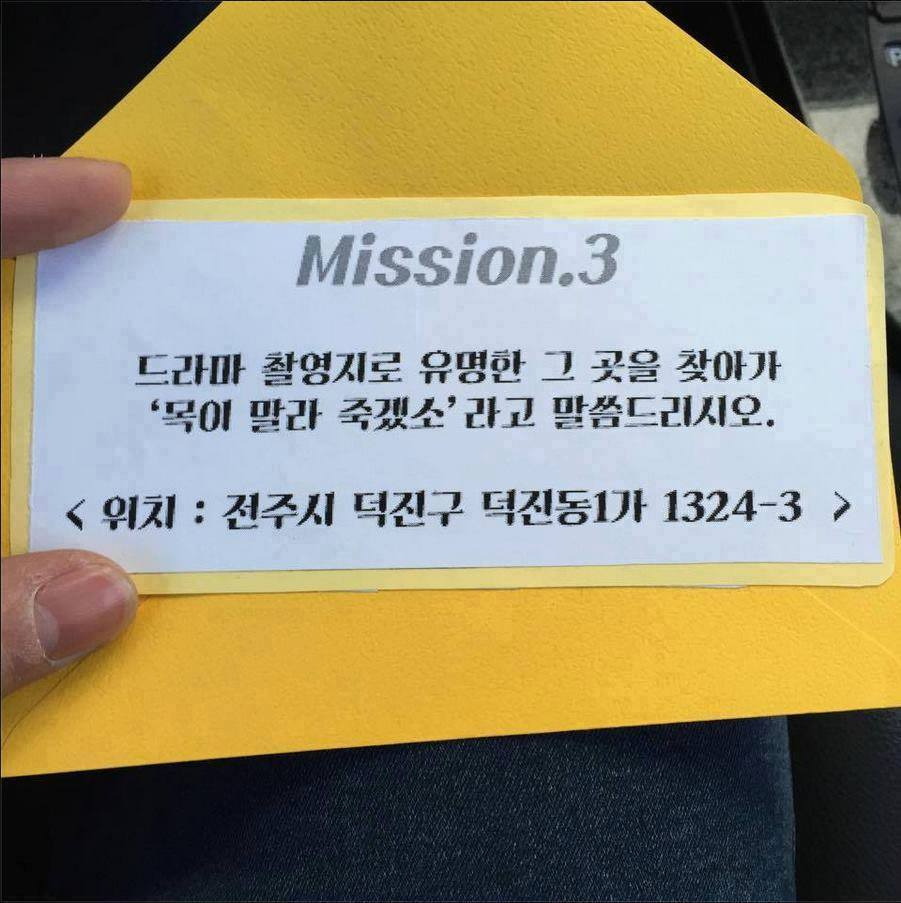 Mission.3
드라마 촬영지로 유명한 그 곳을 찾아가
‘목이 말라 죽겠소’라고 말씀드리시오.
< 위치 : 전주시 덕진구 덕진동1가 1324-3 >
P